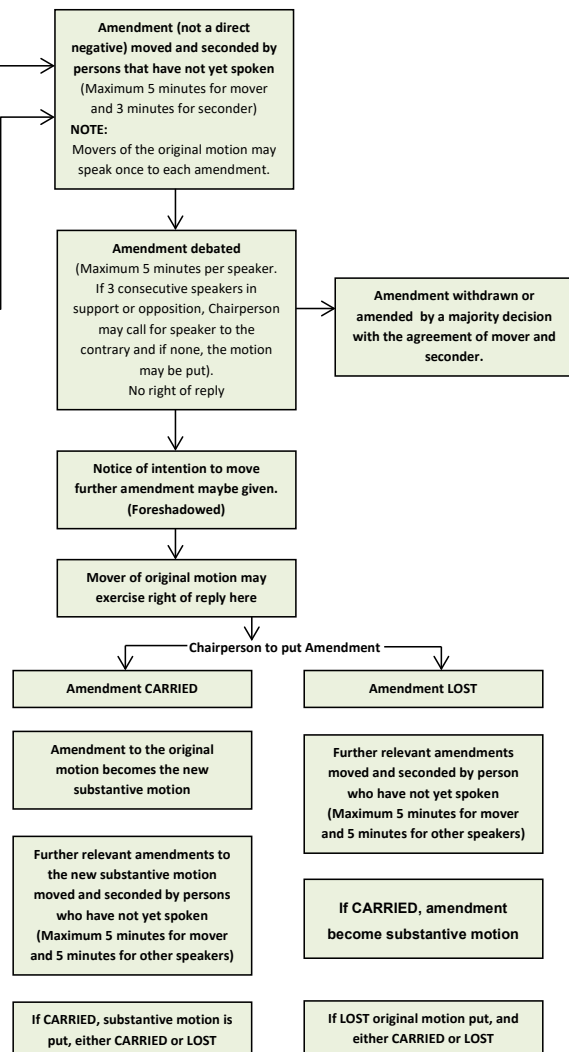 Amendment (not a direct
negative) moved and seconded by
persons that have not yet spoken
(Maximum 5 minutes for mover
and 3 minutes for seconder)
NOTE:
Movers of the original motion may
speak once to each amendment.
Amendment debated
(Maximum 5 minutes per speaker.
If 3 consecutive speakers in
support or opposition, Chairperson
may call for speaker to the
contrary and if none, the motion
may be put).
No right of reply
Amendment withdrawn or
amended by a majority decision
with the agreement of mover and
seconder.
Notice of intention to move
further amendment maybe given.
(Foreshadowed)
Mover of original motion may
exercise right of reply here
Chairperson to put Amendment
Amendment CARRIED
Amendment to the original
motion becomes the new
substantive motion
Further relevant amendments to
the new substantive motion
moved and seconded by persons
who have not yet spoken
(Maximum 5 minutes for mover
and 5 minutes for other speakers)
If CARRIED, substantive motion is
put, either CARRIED or LOST
Amendment LOST
Further relevant amendments
moved and seconded by person
who have not yet spoken
(Maximum 5 minutes for mover
and 5 minutes for other speakers)
If CARRIED, amendment
become substantive motion
If LOST original motion put, and
either CARRIED or LOST